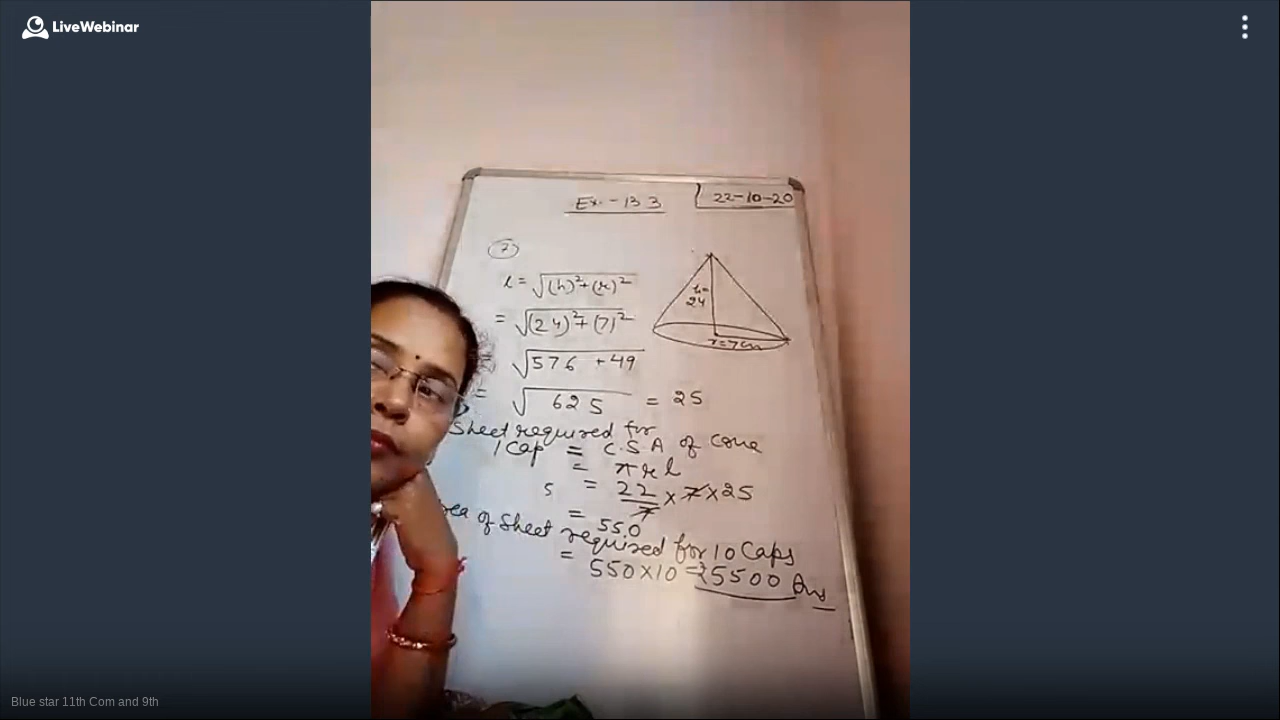 LiveWebinar
Ex.-13.3
22-10-20
7
l = √(h)²+(r)²
h=
24
r=7cm
= √(24)²+(7)²
= √576 +49
= √625 = 25
Sheet required for
1 Cap = C.S.A of Cone
= πrl
= 22/7 x 7 x 25
= 550
of Sheet required for 10 Caps
= 550x10 = 5500 Ans
Blue star 11th Com and 9th